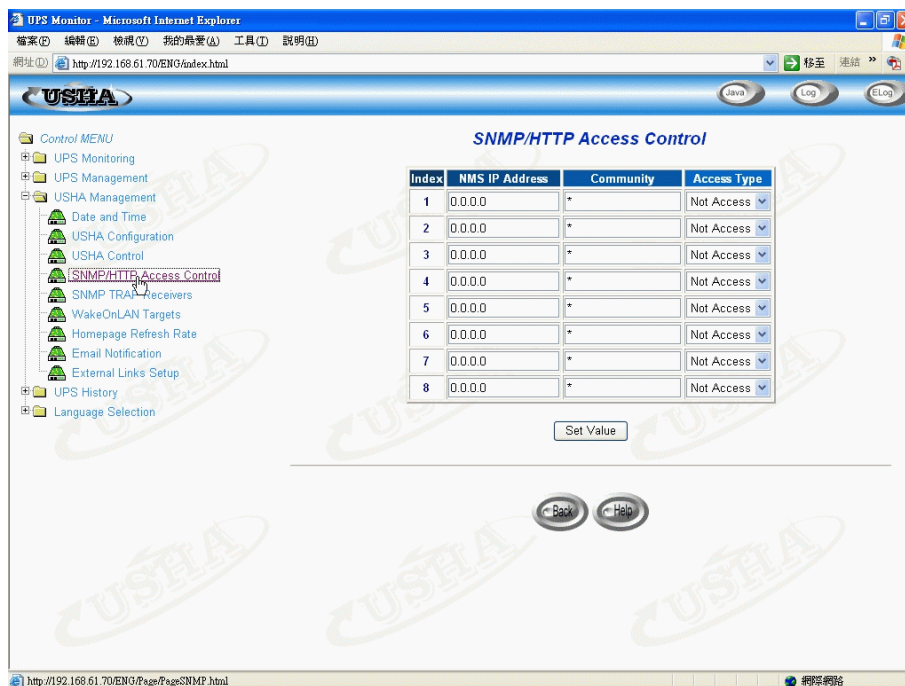 UPS Monitor - Microsoft Internet Explorer
檔案(F) 編輯(E) 檢視(V) 我的最愛(A) 工具(T) 說明(H)
網址(D) http://192.168.61.70/ENG/index.html 移至 連結 »
USHA Java Log ELog
Control MENU
UPS Monitoring
UPS Management
USHA Management
Date and Time
USHA Configuration
USHA Control
SNMP/HTTP Access Control
SNMP TRAP Receivers
WakeOnLAN Targets
Homepage Refresh Rate
Email Notification
External Links Setup
UPS History
Language Selection
SNMP/HTTP Access Control
Index NMS IP Address Community Access Type
1 0.0.0.0 * Not Access
2 0.0.0.0 * Not Access
3 0.0.0.0 * Not Access
4 0.0.0.0 * Not Access
5 0.0.0.0 * Not Access
6 0.0.0.0 * Not Access
7 0.0.0.0 * Not Access
8 0.0.0.0 * Not Access
Set Value
Back Help
http://192.168.61.70/ENG/Page/PageSNMP.html 網際網路